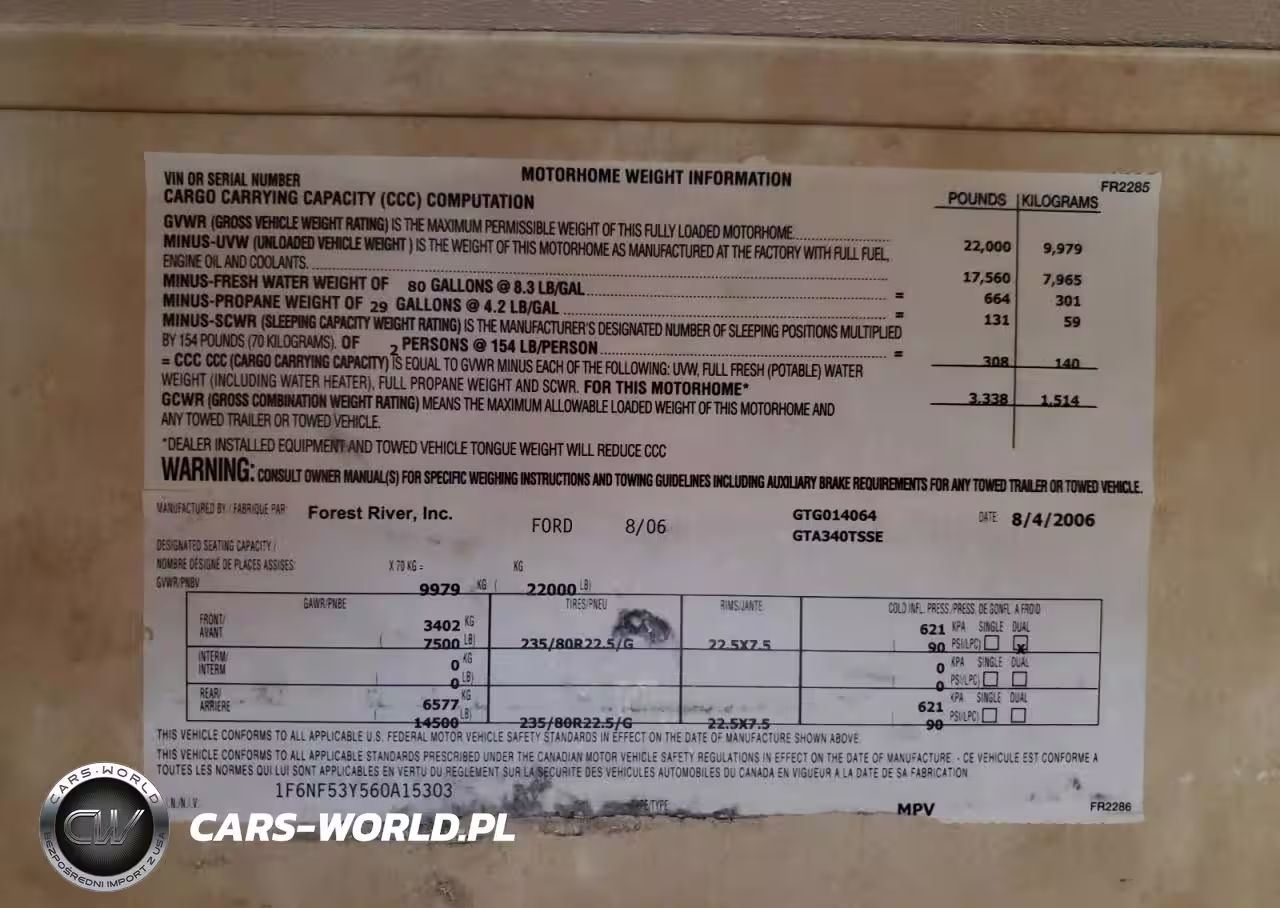 MOTORHOME WEIGHT INFORMATION
FR2285
VIN OR SERIAL NUMBER
CARGO CARRYING CAPACITY (CCC) COMPUTATION
POUNDS KILOGRAMS
GVWR (GROSS VEHICLE WEIGHT RATING) IS THE MAXIMUM PERMISSIBLE WEIGHT OF THIS FULLY LOADED MOTORHOME 22,000 9,979
MINUS-UVW (UNLOADED VEHICLE WEIGHT ) IS THE WEIGHT OF THIS MOTORHOME AS MANUFACTURED AT THE FACTORY WITH FULL FUEL,
ENGINE OIL AND COOLANTS. 17,560 7,965
MINUS-FRESH WATER WEIGHT OF 80 GALLONS @ 8.3 LB/GAL = 664 301
MINUS-PROPANE WEIGHT OF 29 GALLONS @ 4.2 LB/GAL = 131 59
MINUS-SCWR (SLEEPING CAPACITY WEIGHT RATING) IS THE MANUFACTURER'S DESIGNATED NUMBER OF SLEEPING POSITIONS MULTIPLIED
BY 154 POUNDS (70 KILOGRAMS). OF 2 PERSONS @ 154 LB/PERSON = 308 140
= CCC CCC (CARGO CARRYING CAPACITY) IS EQUAL TO GVWR MINUS EACH OF THE FOLLOWING: UVW, FULL FRESH (POTABLE) WATER
WEIGHT (INCLUDING WATER HEATER), FULL PROPANE WEIGHT AND SCWR. FOR THIS MOTORHOME* 3,338 1,514
GCWR (GROSS COMBINATION WEIGHT RATING) MEANS THE MAXIMUM ALLOWABLE LOADED WEIGHT OF THIS MOTORHOME AND
ANY TOWED TRAILER OR TOWED VEHICLE.
*DEALER INSTALLED EQUIPMENT AND TOWED VEHICLE TONGUE WEIGHT WILL REDUCE CCC
WARNING: CONSULT OWNER MANUAL(S) FOR SPECIFIC WEIGHING INSTRUCTIONS AND TOWING GUIDELINES INCLUDING AUXILIARY BRAKE REQUIREMENTS FOR ANY TOWED TRAILER OR TOWED VEHICLE.
MANUFACTURED BY / FABRIQUE PAR: Forest River, Inc. FORD 8/06 GTG014064 DATE: 8/4/2006
GTA340TSSE
DESIGNATED SEATING CAPACITY /
NOMBRE DÉSIGNÉ DE PLACES ASSISES: X 70 KG = KG
GVWR/PNBV 9979 KG ( 22000 LB)
GAWR/PNBE TIRES/PNEU RIMS/JANTE COLD INFL. PRESS./PRESS. DE GONFL. A FROID
FRONT/ 3402 KG 621 KPA SINGLE DUAL
AVANT ( 7500 LB) 235/80R22.5/G 22.5X7.5 ( 90 PSI/LPC) x
INTERM/ 0 KG 0 KPA SINGLE DUAL
INTERM ( 0 LB) ( 0 PSI/LPC)
REAR/ 6577 KG 621 KPA SINGLE DUAL
ARRIERE ( 14500 LB) 235/80R22.5/G 22.5X7.5 ( 90 PSI/LPC)
THIS VEHICLE CONFORMS TO ALL APPLICABLE U.S. FEDERAL MOTOR VEHICLE SAFETY STANDARDS IN EFFECT ON THE DATE OF MANUFACTURE SHOWN ABOVE.
THIS VEHICLE CONFORMS TO ALL APPLICABLE STANDARDS PRESCRIBED UNDER THE CANADIAN MOTOR VEHICLE SAFETY REGULATIONS IN EFFECT ON THE DATE OF MANUFACTURE. - CE VEHICULE EST CONFORME A
TOUTES LES NORMES QUI LUI SONT APPLICABLES EN VERTU DU REGLEMENT SUR LA SECURITE DES VEHICULES AUTOMOBILES DU CANADA EN VIGUEUR A LA DATE DE SA FABRICATION
1F6NF53Y560A15303
/TYPE MPV FR2286
CARS-WORLD
CW
BEZPOŚREDNI IMPORT Z USA
CARS-WORLD.PL